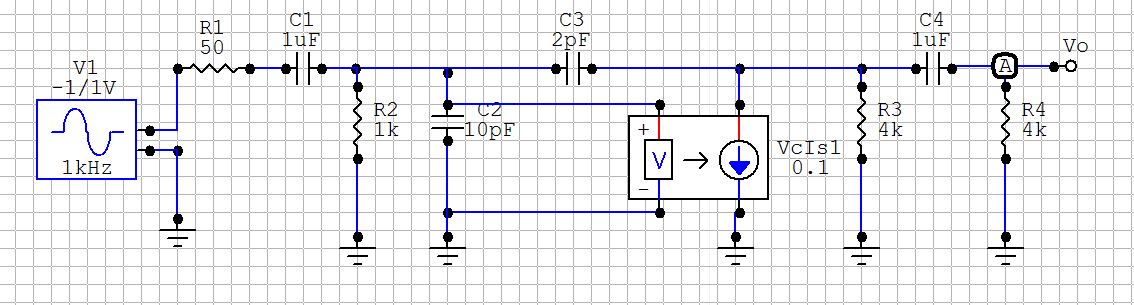 V1
-1/1V
1kHz
R1
50
C1
1uF
R2
1k
C2
10pF
C3
2pF
+
V
-
VcIs1
0.1
R3
4k
C4
1uF
A
Vo
R4
4k